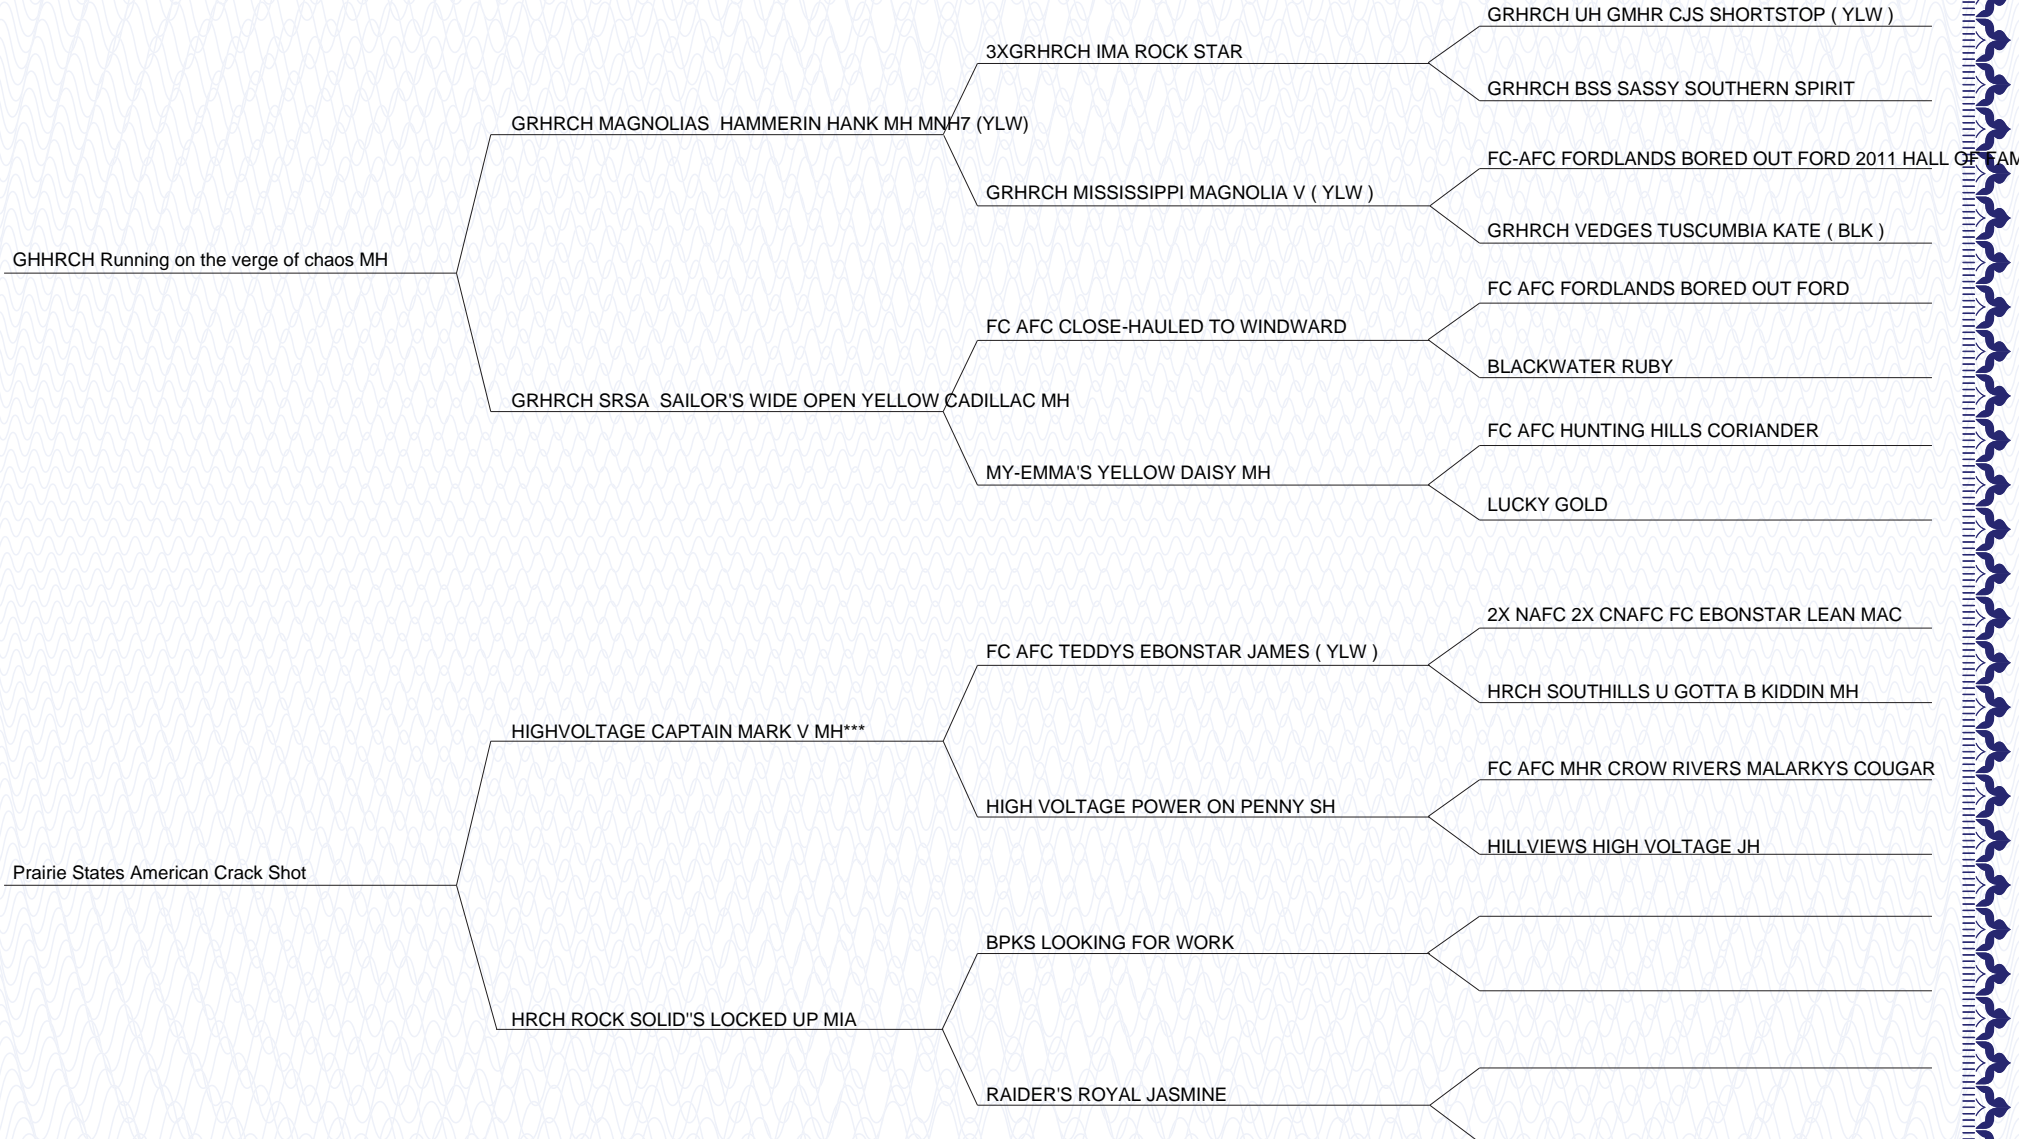 GRHRCH UH GMHR CJS SHORTSTOP ( YLW )
3XGRHRCH IMA ROCK STAR
GRHRCH BSS SASSY SOUTHERN SPIRIT
GRHRCH MAGNOLIAS  HAMMERIN HANK MH MNH7 (YLW)
FC-AFC FORDLANDS BORED OUT FORD 2011 HALL OF FAM
GRHRCH MISSISSIPPI MAGNOLIA V ( YLW )
GRHRCH VEDGES TUSCUMBIA KATE ( BLK )
GHHRCH Running on the verge of chaos MH
FC AFC FORDLANDS BORED OUT FORD
FC AFC CLOSE-HAULED TO WINDWARD
BLACKWATER RUBY
GRHRCH SRSA  SAILOR'S WIDE OPEN YELLOW CADILLAC MH
FC AFC HUNTING HILLS CORIANDER
MY-EMMA'S YELLOW DAISY MH
LUCKY GOLD
2X NAFC 2X CNAFC FC EBONSTAR LEAN MAC
FC AFC TEDDYS EBONSTAR JAMES ( YLW )
HRCH SOUTHILLS U GOTTA B KIDDIN MH
HIGHVOLTAGE CAPTAIN MARK V MH***
FC AFC MHR CROW RIVERS MALARKYS COUGAR
HIGH VOLTAGE POWER ON PENNY SH
HILLVIEWS HIGH VOLTAGE JH
Prairie States American Crack Shot
BPKS LOOKING FOR WORK
HRCH ROCK SOLID"S LOCKED UP MIA
RAIDER'S ROYAL JASMINE